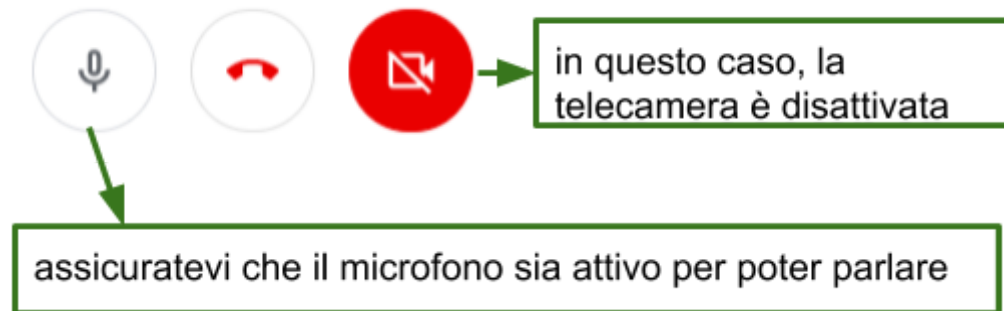 in questo caso, la
telecamera è disattivata
assicuratevi che il microfono sia attivo per poter parlare